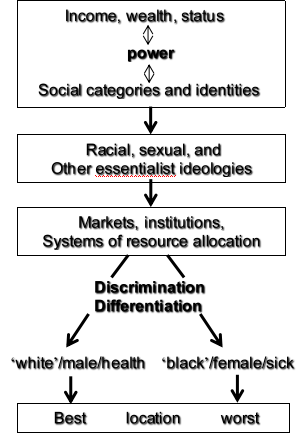 Income, wealth, status
power
Social categories and identities
Racial, sexual, and
Other essentialist ideologies
Markets, institutions,
Systems of resource allocation
Discrimination
Differentiation
‘white’/male/health ‘black’/female/sick
Best location worst